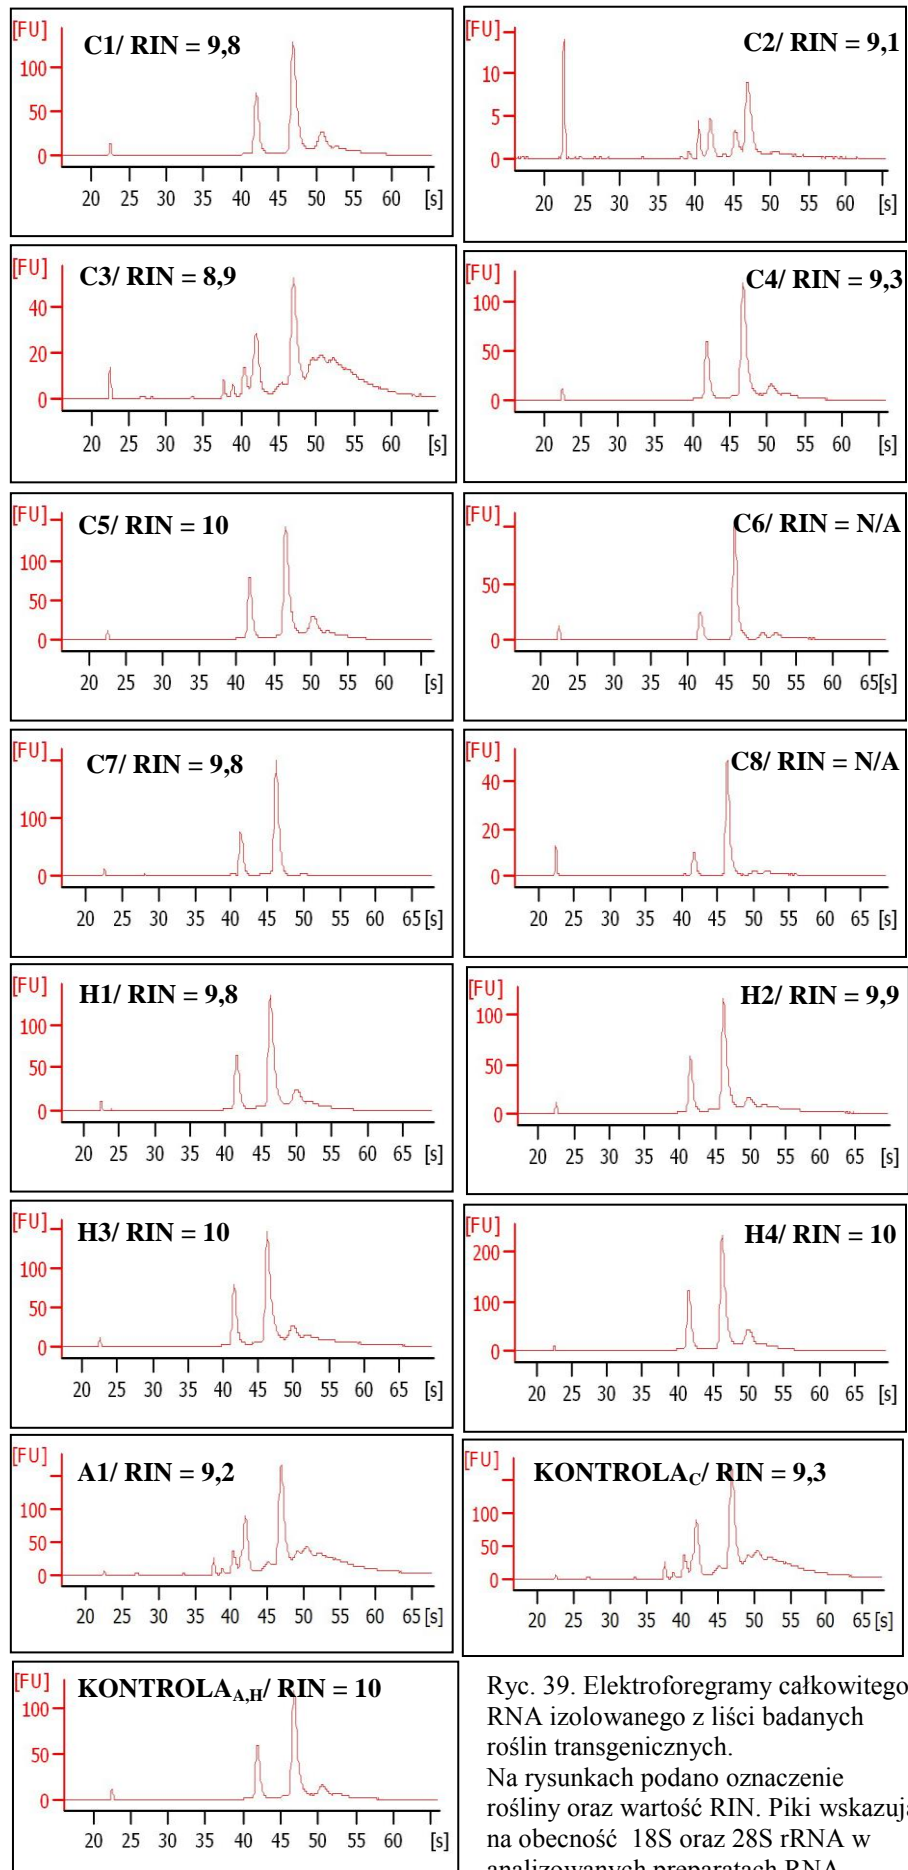 [FU] C1/ RIN = 9,8
100
50
0
20 25 30 35 40 45 50 55 60 [s]
[FU] C2/ RIN = 9,1
10
5
0
20 25 30 35 40 45 50 55 60 [s]
[FU] C3/ RIN = 8,9
40
20
0
20 25 30 35 40 45 50 55 60 [s]
[FU] C4/ RIN = 9,3
100
50
0
20 25 30 35 40 45 50 55 60 [s]
[FU] C5/ RIN = 10
100
50
0
20 25 30 35 40 45 50 55 60 [s]
[FU] C6/ RIN = N/A
50
0
20 25 30 35 40 45 50 55 60 65[s]
[FU] C7/ RIN = 9,8
100
0
20 25 30 35 40 45 50 55 60 65[s]
[FU] C8/ RIN = N/A
40
20
0
20 25 30 35 40 45 50 55 60 65 [s]
[FU] H1/ RIN = 9,8
100
50
0
20 25 30 35 40 45 50 55 60 65 [s]
[FU] H2/ RIN = 9,9
100
50
0
20 25 30 35 40 45 50 55 60 65 [s]
[FU] H3/ RIN = 10
100
50
0
20 25 30 35 40 45 50 55 60 65 [s]
[FU] H4/ RIN = 10
200
100
0
20 25 30 35 40 45 50 55 60 65 [s]
[FU] A1/ RIN = 9,2
100
50
0
20 25 30 35 40 45 50 55 60 65 [s]
[FU] KONTROLA_C/ RIN = 9,3
100
50
0
20 25 30 35 40 45 50 55 60 65[s]
[FU] KONTROLA_A,H/ RIN = 10
100
50
0
20 25 30 35 40 45 50 55 60 [s]
Ryc. 39. Elektroforegramy całkowitego
RNA izolowanego z liści badanych
roślin transgenicznych.
Na rysunkach podano oznaczenie
rośliny oraz wartość RIN. Piki wskazują
na obecność 18S oraz 28S rRNA w
analizowanych preparatach RNA